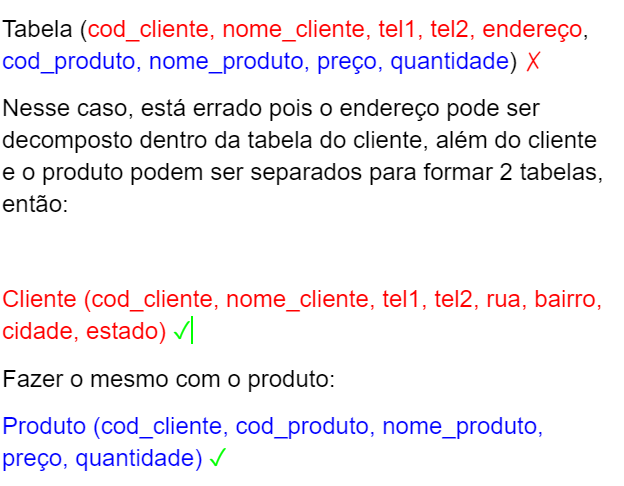 Tabela (cod_cliente, nome_cliente, tel1, tel2, endereço,
cod_produto, nome_produto, preço, quantidade) ✗
Nesse caso, está errado pois o endereço pode ser
decomposto dentro da tabela do cliente, além do cliente
e o produto podem ser separados para formar 2 tabelas,
então:
Cliente (cod_cliente, nome_cliente, tel1, tel2, rua, bairro,
cidade, estado) ✓
Fazer o mesmo com o produto:
Produto (cod_cliente, cod_produto, nome_produto,
preço, quantidade) ✓